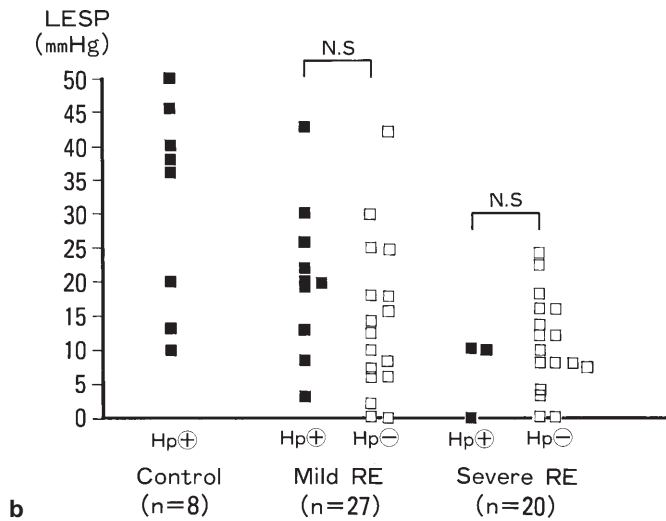 LESP
(mmHg)
N.S
50
45
40
35
30
25
20
15
10
5
0
N.S
Hp⊕
Hp⊕ Hp⊖
Hp⊕ Hp⊖
Control
(n=8)
Mild RE
(n=27)
Severe RE
(n=20)
b